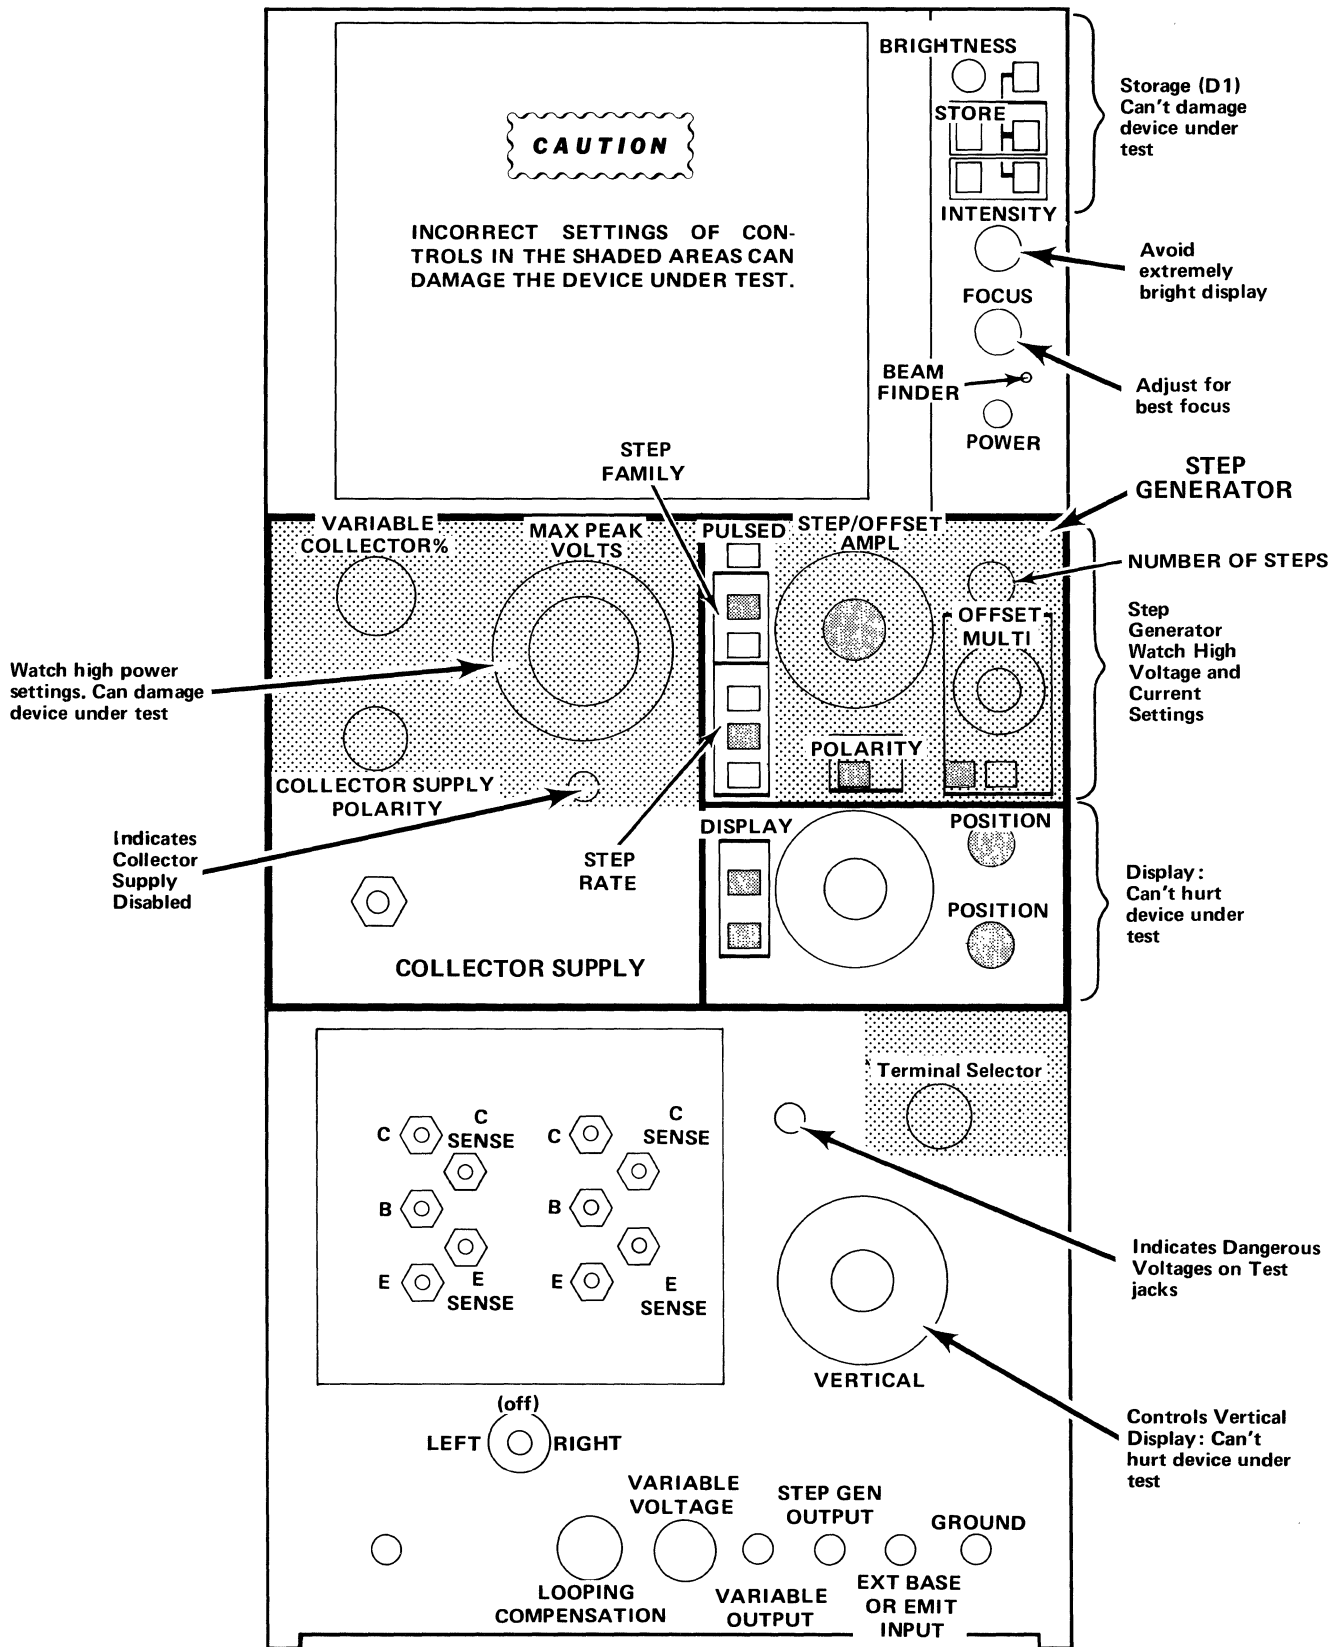 BRIGHTNESS
STORE
Storage (D1)
Can't damage
device under
test
CAUTION
INCORRECT SETTINGS OF CON-
TROLS IN THE SHADED AREAS CAN
DAMAGE THE DEVICE UNDER TEST.
INTENSITY
Avoid
extremely
bright display
FOCUS
BEAM
FINDER
Adjust for
best focus
POWER
STEP
FAMILY
STEP
GENERATOR
VARIABLE
COLLECTOR%
MAX PEAK
VOLTS
PULSED
STEP/OFFSET
AMPL
NUMBER OF STEPS
OFFSET
MULTI
Step
Generator
Watch High
Voltage and
Current
Settings
Watch high power
settings. Can damage
device under test
POLARITY
COLLECTOR SUPPLY
POLARITY
Indicates
Collector
Supply
Disabled
STEP
RATE
DISPLAY
POSITION
POSITION
Display:
Can't hurt
device under
test
COLLECTOR SUPPLY
Terminal Selector
C
C
SENSE
B
E
E
SENSE
C
C
SENSE
B
E
E
SENSE
Indicates Dangerous
Voltages on Test
jacks
VERTICAL
Controls Vertical
Display: Can't
hurt device under
test
(off)
LEFT RIGHT
VARIABLE
VOLTAGE
STEP GEN
OUTPUT
GROUND
LOOPING
COMPENSATION
VARIABLE
OUTPUT
EXT BASE
OR EMIT
INPUT